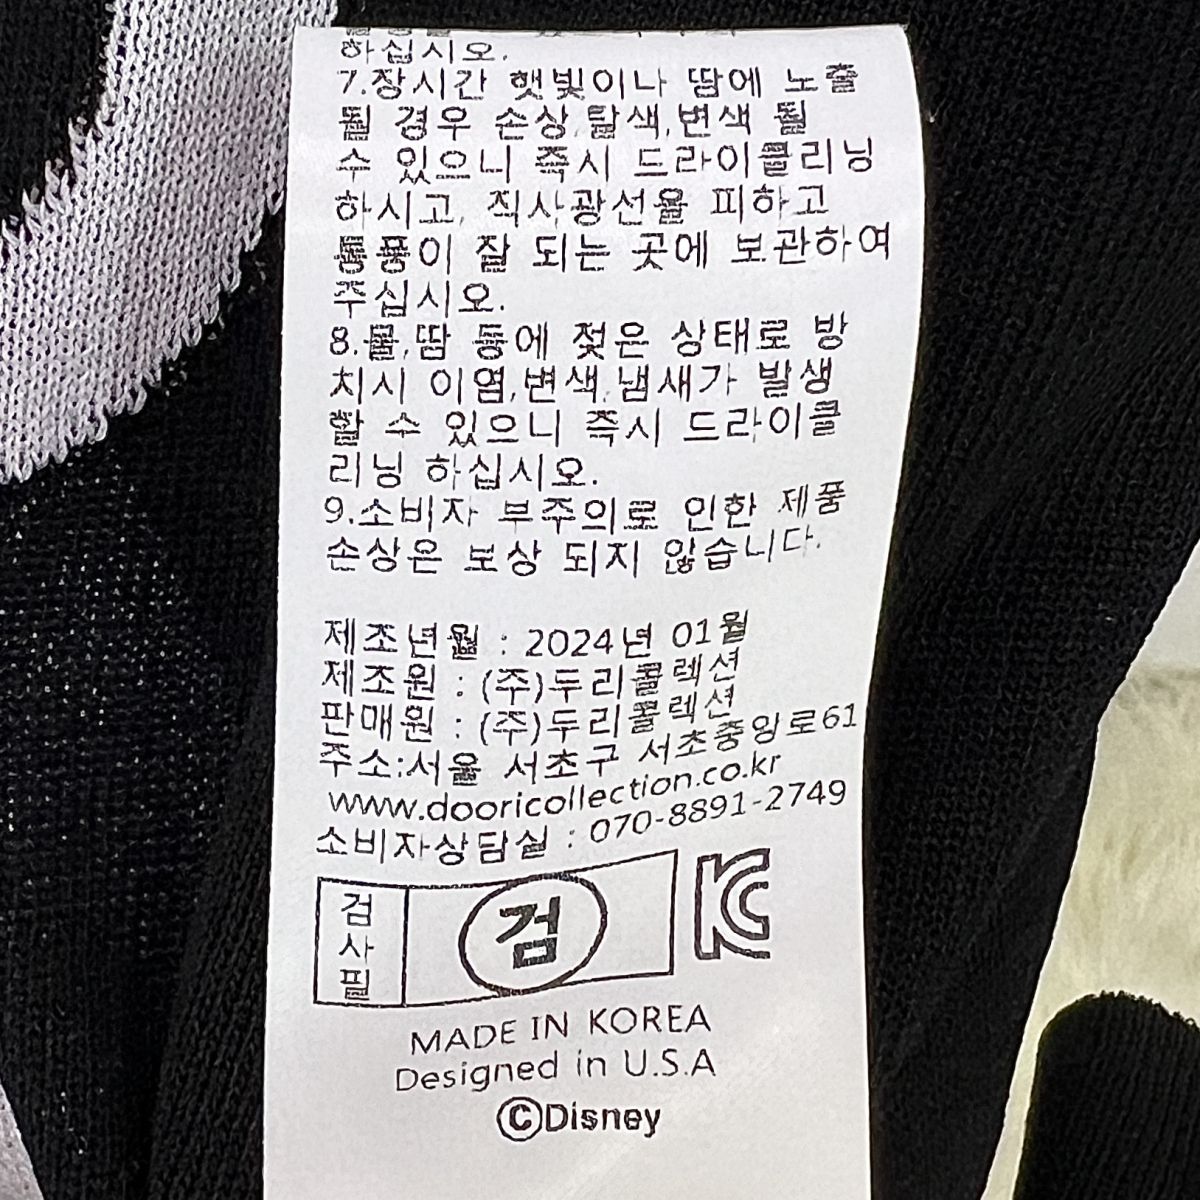 하십시오.
7.장시간 햇빛이나 땀에 노출
될 경우 손상,탈색,변색 될
수 있으니 즉시 드라이클리닝
하시고, 직사광선을 피하고
통풍이 잘 되는 곳에 보관하여
주십시오.
8.물,땀 등에 젖은 상태로 방
치시 이염,변색,냄새가 발생
할 수 있으니 즉시 드라이클
리닝 하십시오.
9.소비자 부주의로 인한 제품
손상은 보상 되지 않습니다.
제조년월 : 2024년 01월
제조원 : (주)두리콜렉션
판매원 : (주)두리콜렉션
주소:서울 서초구 서초중앙로61
www.dooricollection.co.kr
소비자상담실 : 070-8891-2749
검사필
검
KC
MADE IN KOREA
Designed in U.S.A
©Disney